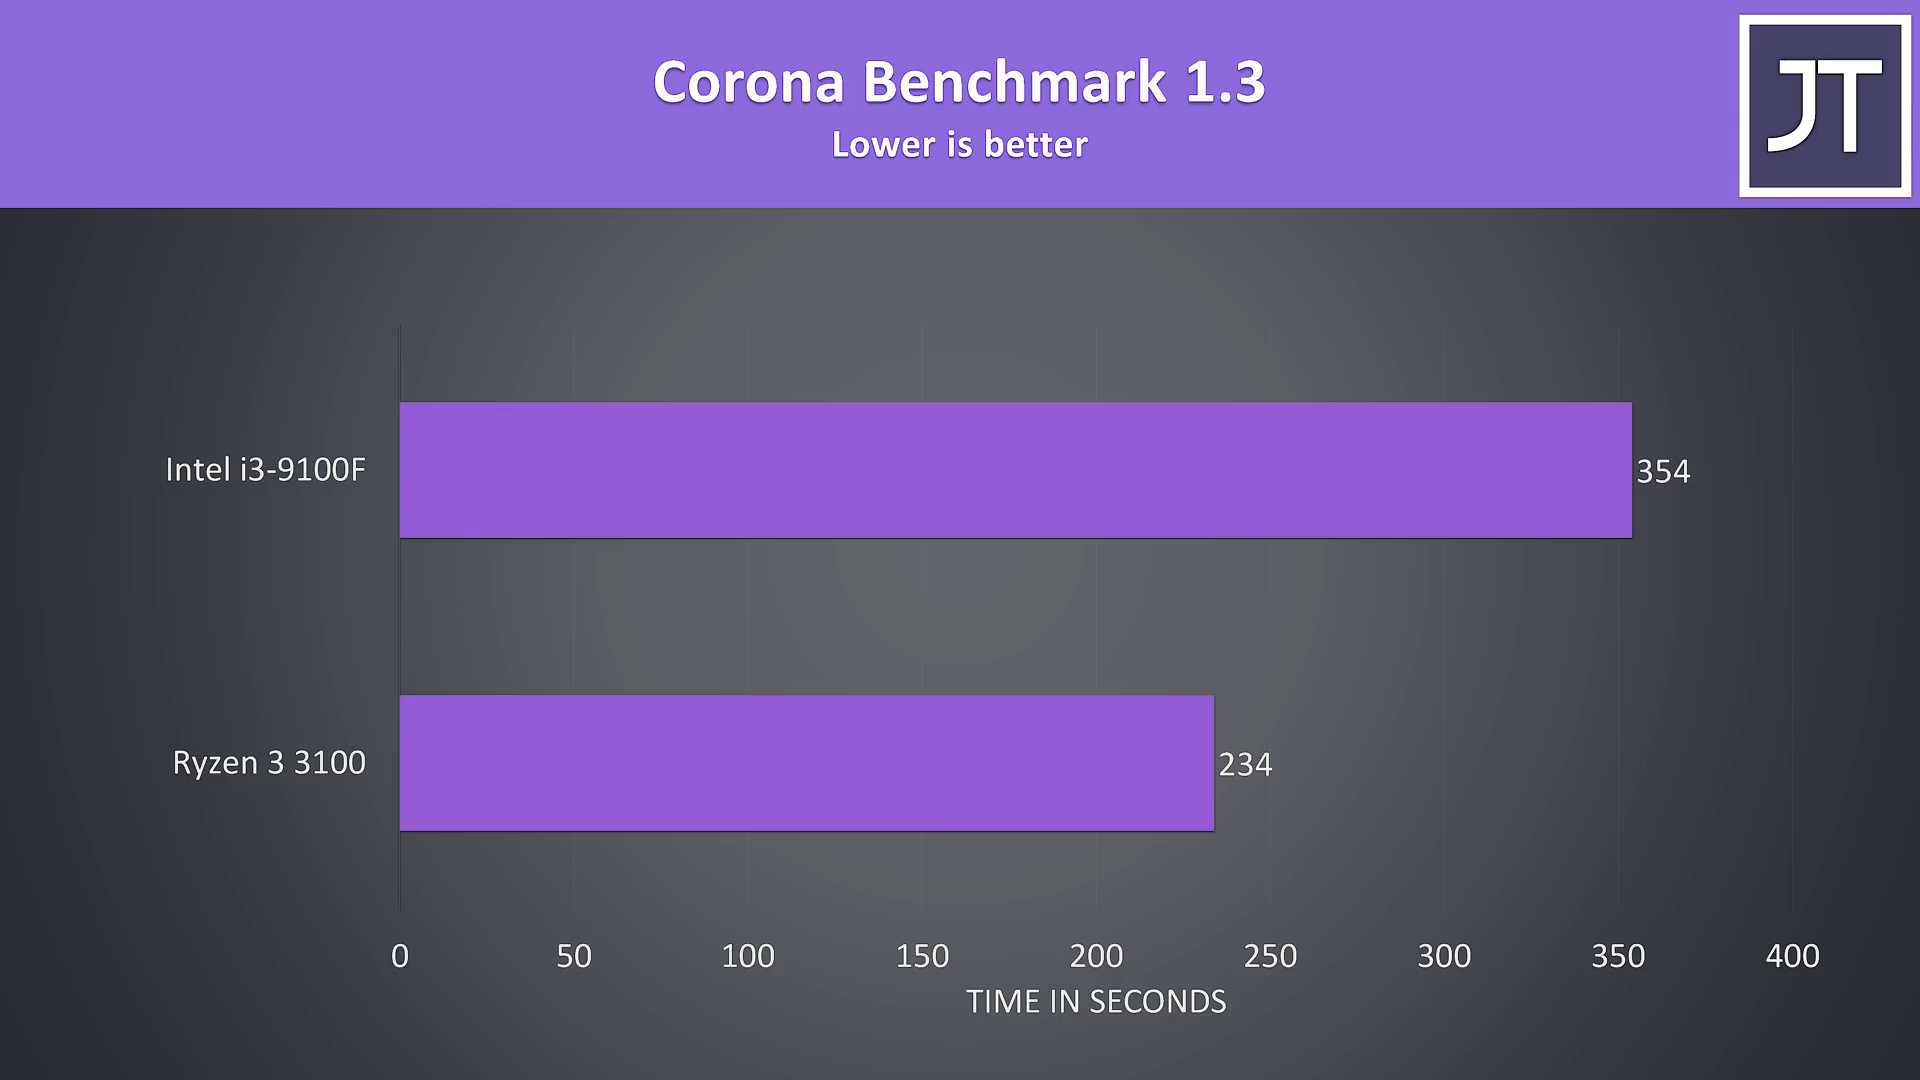 Corona Benchmark 1.3
Lower is better
JT
Intel i3-9100F
354
Ryzen 3 3100
234
0 50 100 150 200 250 300 350 400
TIME IN SECONDS